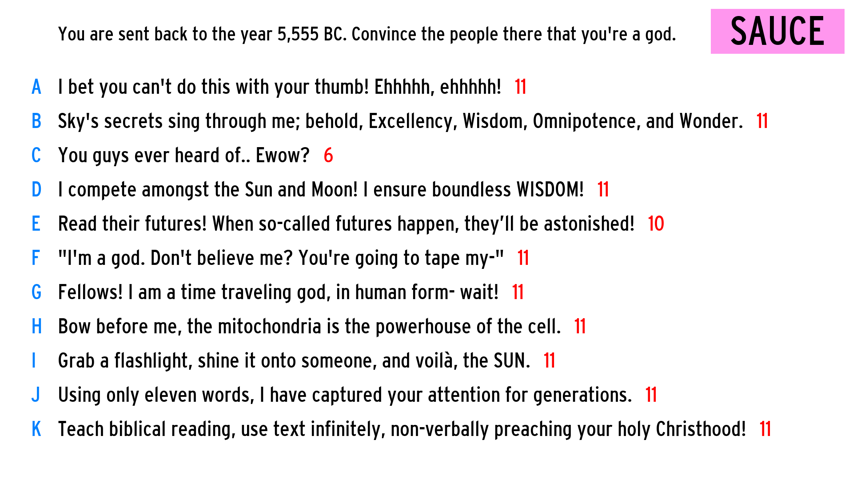 You are sent back to the year 5,555 BC. Convince the people there that you're a god.
SAUCE
A I bet you can't do this with your thumb! Ehhhhh, ehhhhh! 11
B Sky's secrets sing through me; behold, Excellency, Wisdom, Omnipotence, and Wonder. 11
C You guys ever heard of.. Ewow? 6
D I compete amongst the Sun and Moon! I ensure boundless WISDOM! 11
E Read their futures! When so-called futures happen, they’ll be astonished! 10
F "I'm a god. Don't believe me? You're going to tape my-" 11
G Fellows! I am a time traveling god, in human form- wait! 11
H Bow before me, the mitochondria is the powerhouse of the cell. 11
I Grab a flashlight, shine it onto someone, and voilà, the SUN. 11
J Using only eleven words, I have captured your attention for generations. 11
K Teach biblical reading, use text infinitely, non-verbally preaching your holy Christhood! 11